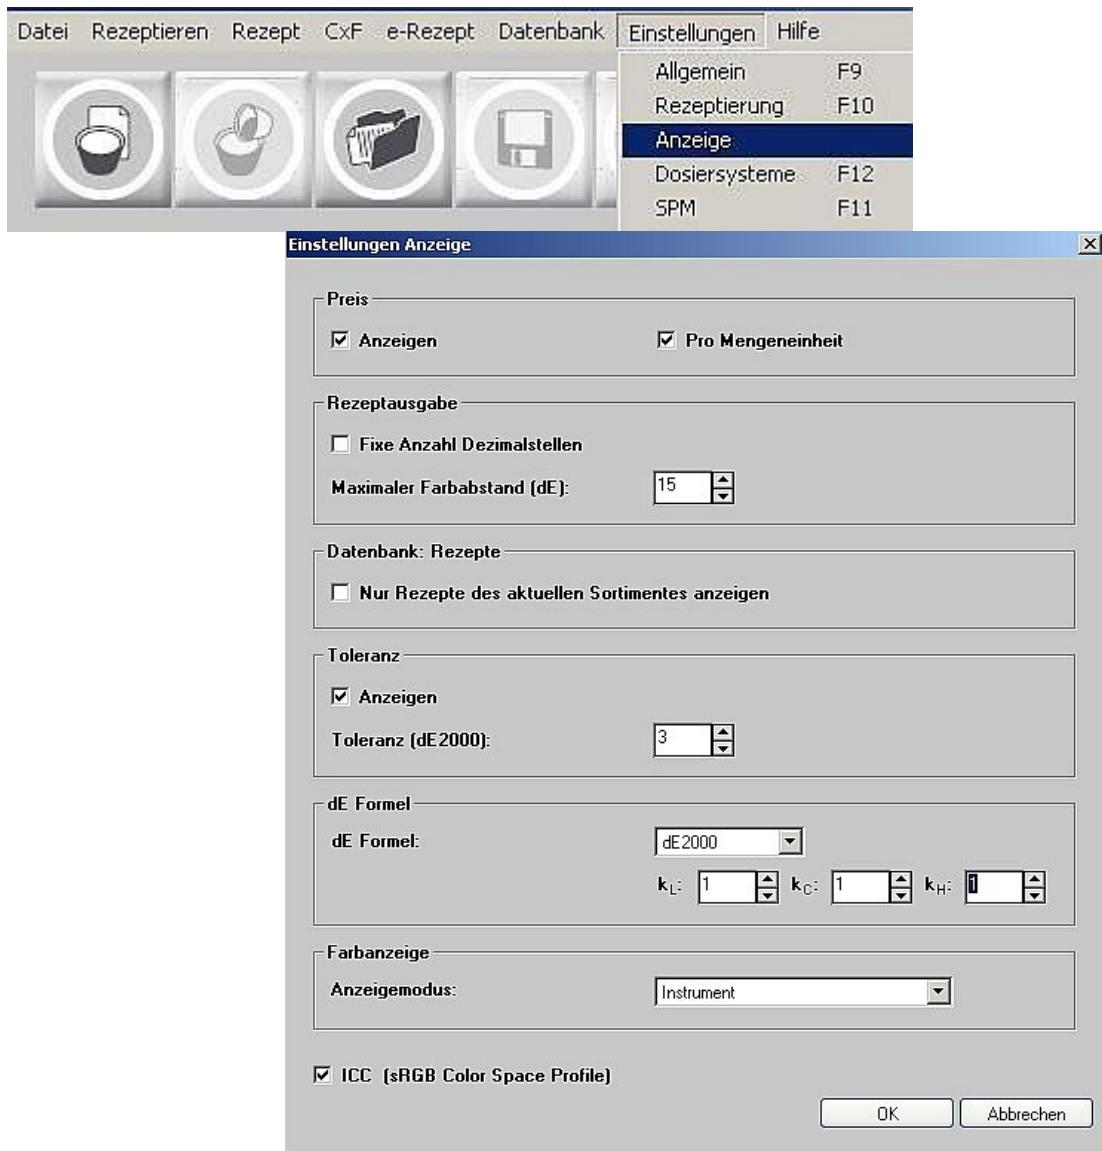 Datei Rezeptieren Rezept CxF e-Rezept Datenbank Einstellungen Hilfe
Allgemein F9
Rezeptierung F10
Anzeige
Dosiersysteme F12
SPM F11
Einstellungen Anzeige
Preis
Anzeigen Pro Mengeneinheit
Rezeptausgabe
Fixe Anzahl Dezimalstellen
Maximaler Farbabstand (dE): 15
Datenbank: Rezepte
Nur Rezepte des aktuellen Sortimentes anzeigen
Toleranz
Anzeigen
Toleranz (dE2000): 3
dE Formel
dE Formel: dE2000
kL: 1 kC: 1 kH: 1
Farbanzeige
Anzeigemodus: Instrument
ICC (sRGB Color Space Profile)
OK Abbrechen